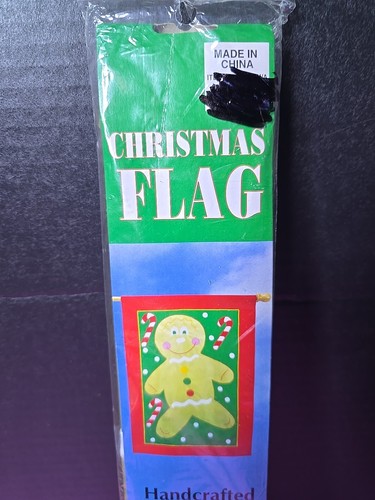 MADE IN
CHINA
CHRISTMAS
FLAG
Handcrafted